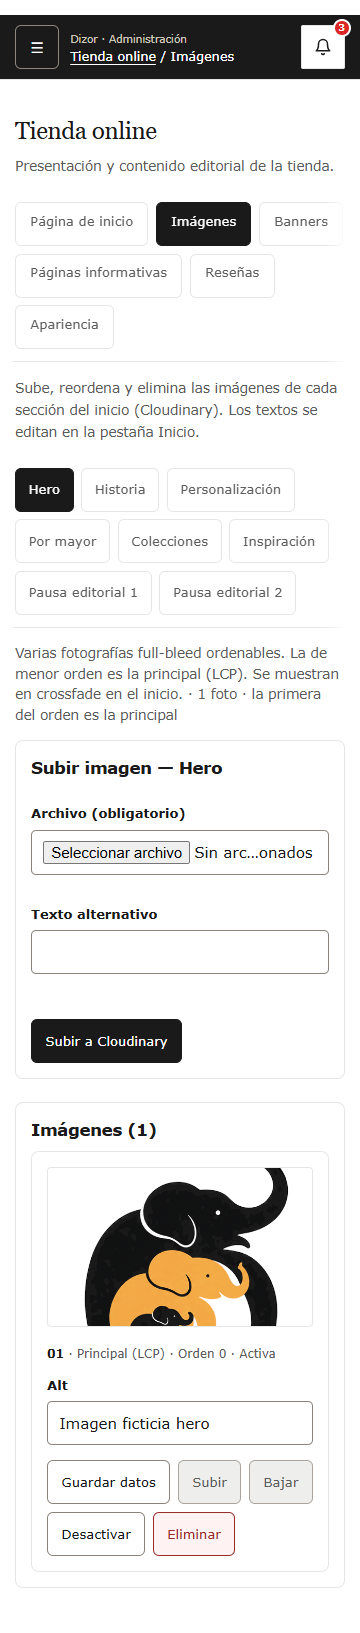 Dizor · Administración
3
Tienda online / Imágenes
Tienda online
Presentación y contenido editorial de la tienda.
Página de inicio
Imágenes
Banners
Páginas informativas
Reseñas
Apariencia
Sube, reordena y elimina las imágenes de cada
sección del inicio (Cloudinary). Los textos se
editan en la pestaña Inicio.
Hero
Historia
Personalización
Por mayor
Colecciones
Inspiración
Pausa editorial 1
Pausa editorial 2
Varias fotografías full-bleed ordenables. La de
menor orden es la principal (LCP). Se muestran
en crossfade en el inicio. · 1 foto · la primera
del orden es la principal
Subir imagen — Hero
Archivo (obligatorio)
Seleccionar archivo Sin arc...onados
Texto alternativo
Subir a Cloudinary
Imágenes (1)
01 · Principal (LCP) · Orden 0 · Activa
Alt
Imagen ficticia hero
Guardar datos
Subir
Bajar
Desactivar
Eliminar